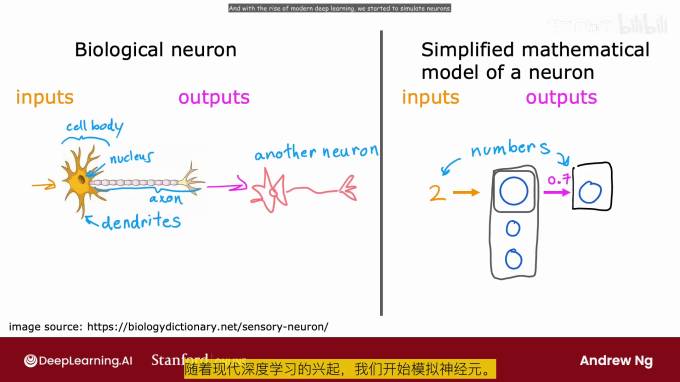 And with the rise of modern deep learning, we started to simulate neurons
bilibili
Biological neuron
inputs
outputs
cell body
nucleus
axon
dendrites
another neuron
Simplified mathematical
model of a neuron
inputs
outputs
numbers
2
0.7
image source: https://biologydictionary.net/sensory-neuron/
DeepLearning.AI
Stanford
Andrew Ng
随着现代深度学习的兴起，我们开始模拟神经元。